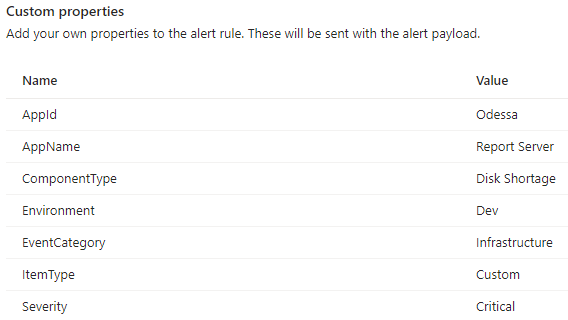 Custom properties
Add your own properties to the alert rule. These will be sent with the alert payload.
Name Value
AppId Odessa
AppName Report Server
ComponentType Disk Shortage
Environment Dev
EventCategory Infrastructure
ItemType Custom
Severity Critical